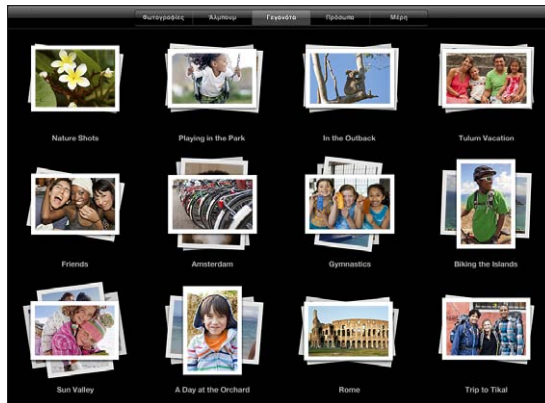 Φωτογραφίες Άλμπουμ Γεγονότα Πρόσωπα Μέρη
Nature Shots Playing in the Park In the Outback Tulum Vacation
Friends Amsterdam Gymnastics Biking the Islands
Sun Valley A Day at the Orchard Rome Trip to Tikal